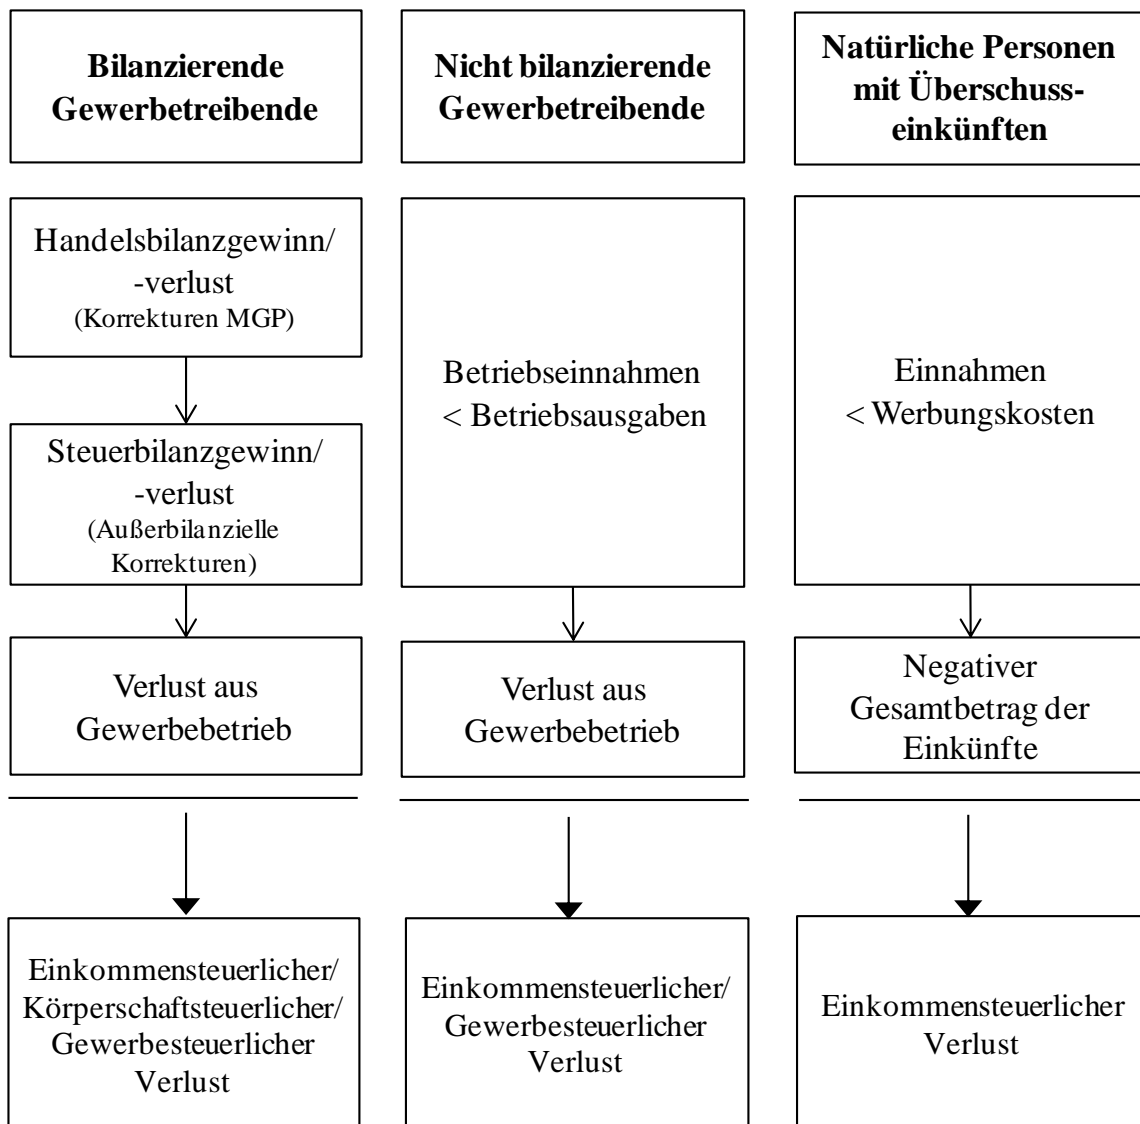 Bilanzierende
Gewerbetreibende
Nicht bilanzierende
Gewerbetreibende
Natürliche Personen
mit Überschuss-
einkünften
Handelsbilanzgewinn/
-verlust
(Korrekturen MGP)
Steuerbilanzgewinn/
-verlust
(Außerbilanzielle
Korrekturen)
Betriebseinnahmen
< Betriebsausgaben
Einnahmen
< Werbungskosten
Verlust aus
Gewerbebetrieb
Verlust aus
Gewerbebetrieb
Negativer
Gesamtbetrag der
Einkünfte
Einkommensteuerlicher/
Körperschaftsteuerlicher/
Gewerbesteuerlicher
Verlust
Einkommensteuerlicher/
Gewerbesteuerlicher
Verlust
Einkommensteuerlicher
Verlust